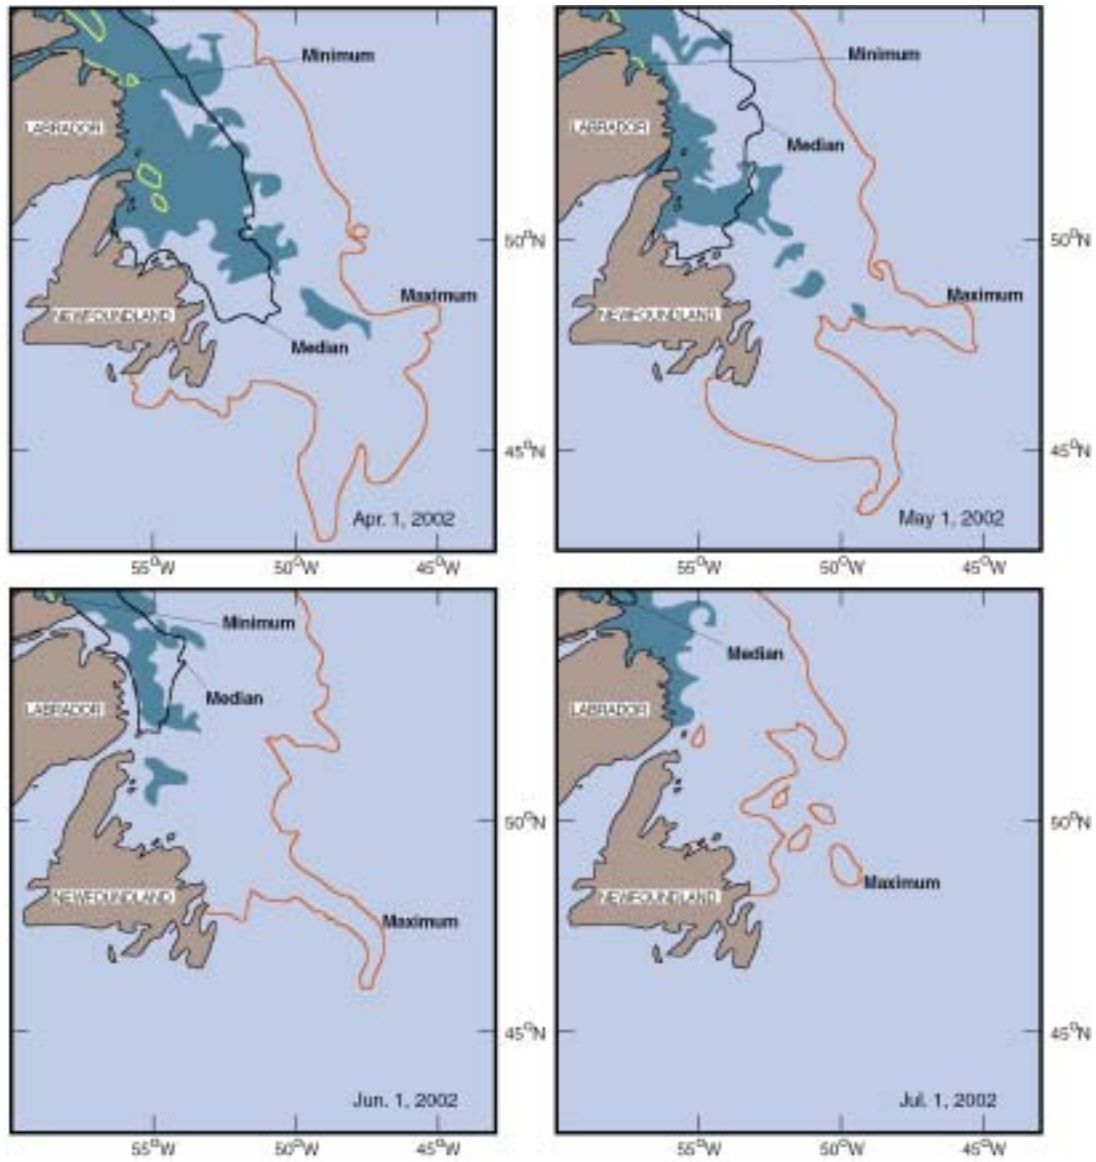 Minimum
LABRADOR
50°N
Maximum
NEWFOUNDLAND
Median
45°N
Apr. 1, 2002
55°W
50°W
45°W
Minimum
LABRADOR
Median
50°N
Maximum
NEWFOUNDLAND
45°N
May 1, 2002
55°W
50°W
45°W
Minimum
Median
LABRADOR
50°N
NEWFOUNDLAND
Maximum
45°N
Jun. 1, 2002
55°W
50°W
45°W
Median
LABRADOR
50°N
Maximum
NEWFOUNDLAND
45°N
Jul. 1, 2002
55°W
50°W
45°W